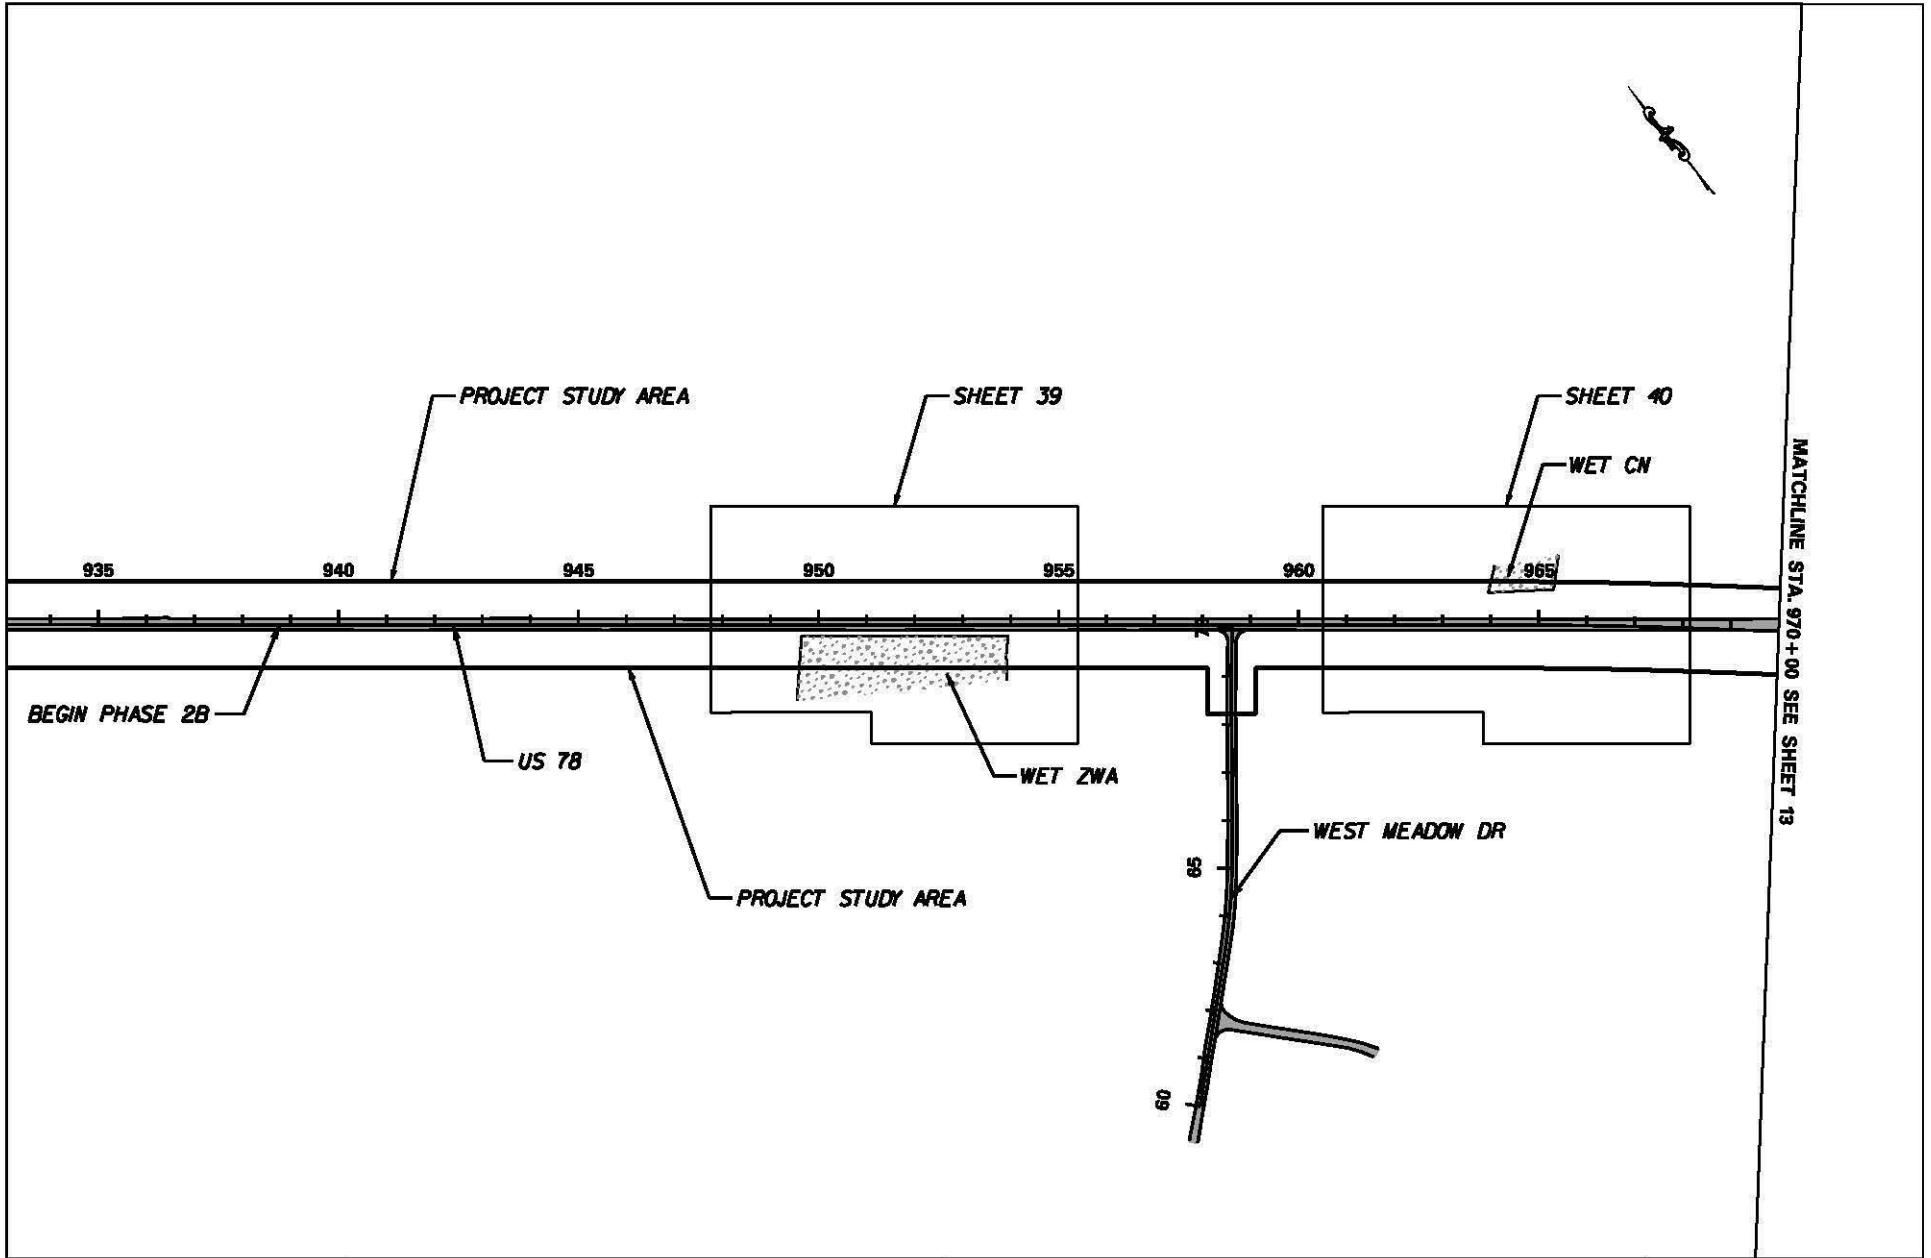 PROJECT STUDY AREA
SHEET 39
SHEET 40
WET CN
935
940
945
950
955
960
965
BEGIN PHASE 2B
US 78
WET ZWA
PROJECT STUDY AREA
WEST MEADOW DR
65
60
MATCHLINE STA. 970+00 SEE SHEET 13